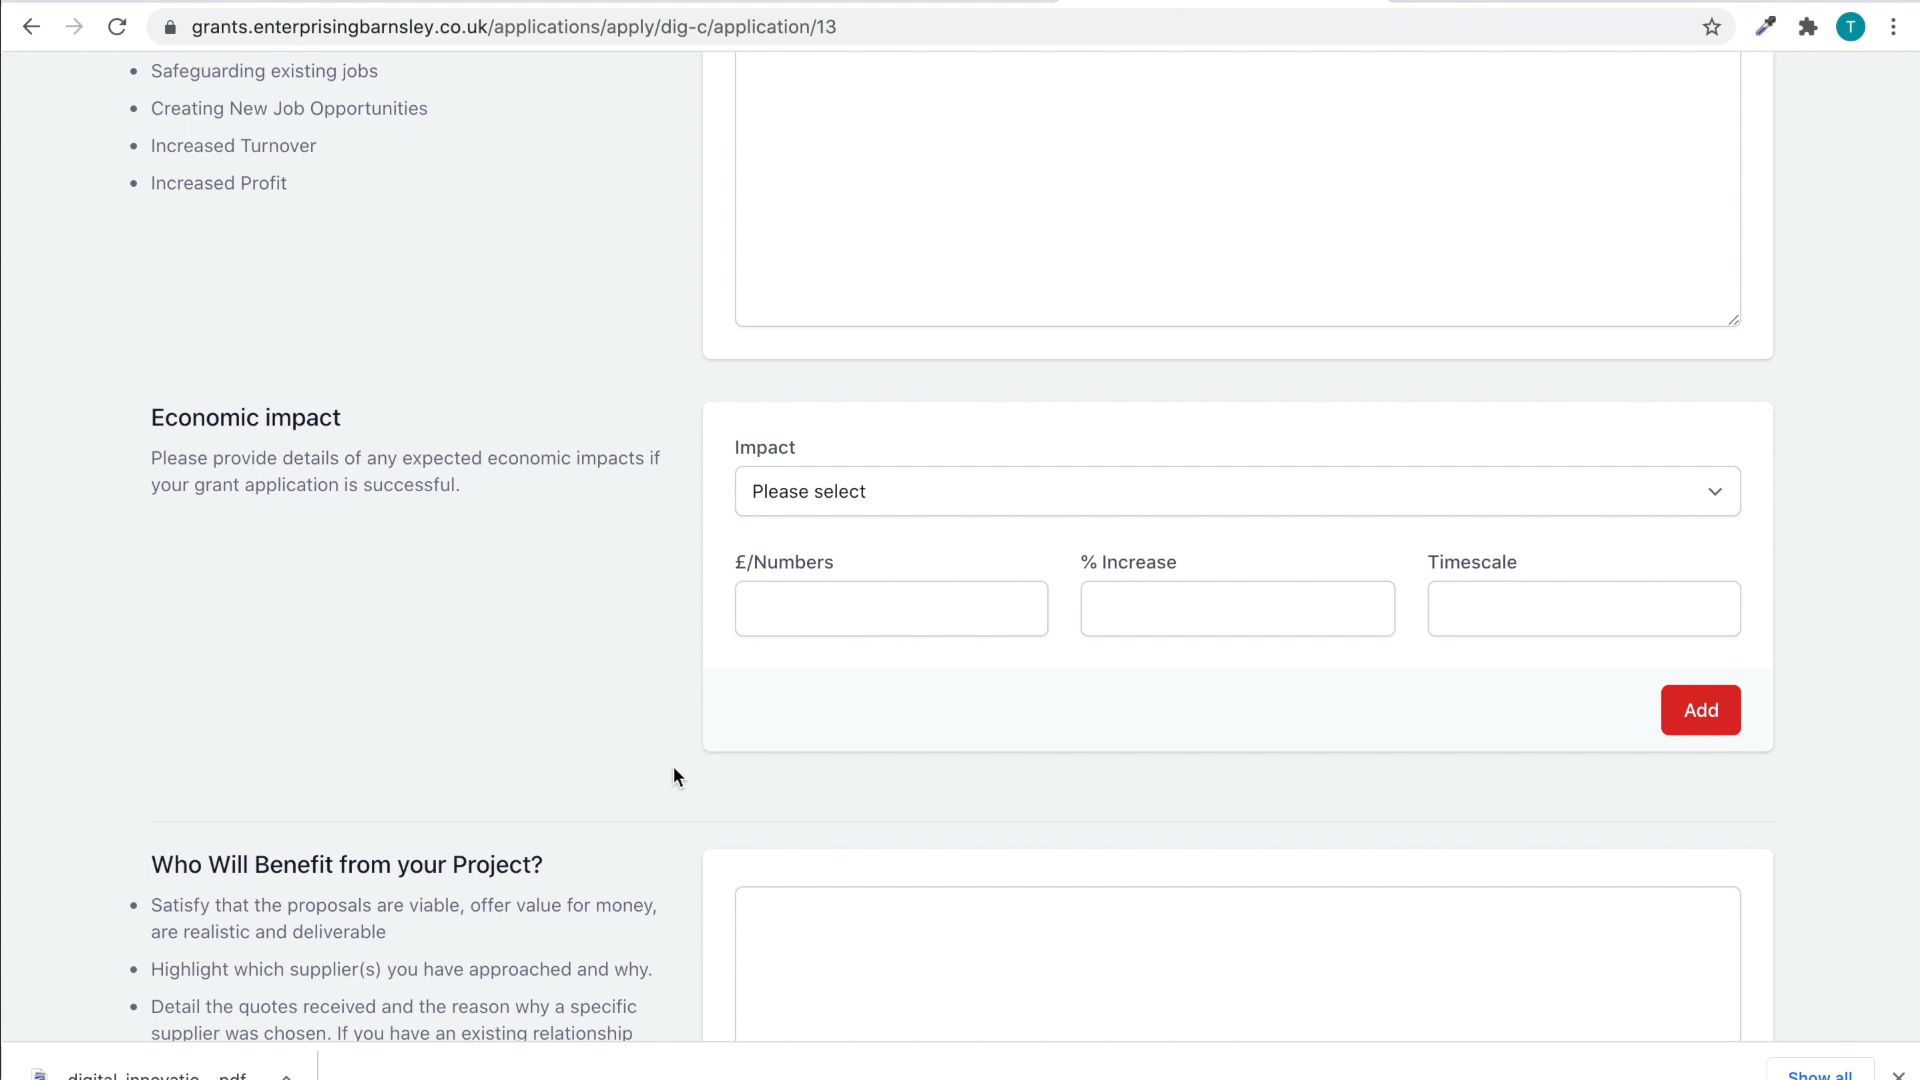 grants.enterprisingbarnsley.co.uk/applications/apply/dig-c/application/13
T
Safeguarding existing jobs
Creating New Job Opportunities
Increased Turnover
Increased Profit
Economic impact
Please provide details of any expected economic impacts if
your grant application is successful.
Impact
Please select
£/Numbers
% Increase
Timescale
Add
Who Will Benefit from your Project?
Satisfy that the proposals are viable, offer value for money,
are realistic and deliverable
Highlight which supplier(s) you have approached and why.
Detail the quotes received and the reason why a specific
supplier was chosen. If you have an existing relationship
digital_innovatio....pdf
Show all